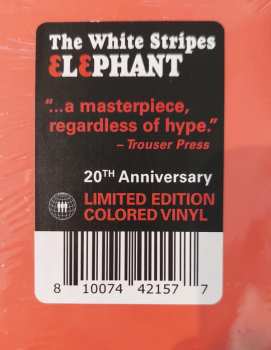 The White Stripes
ELEPHANT
"...a masterpiece,
regardless of hype."
– Trouser Press
20TH Anniversary
LIMITED EDITION
COLORED VINYL
8 10074 42157 7